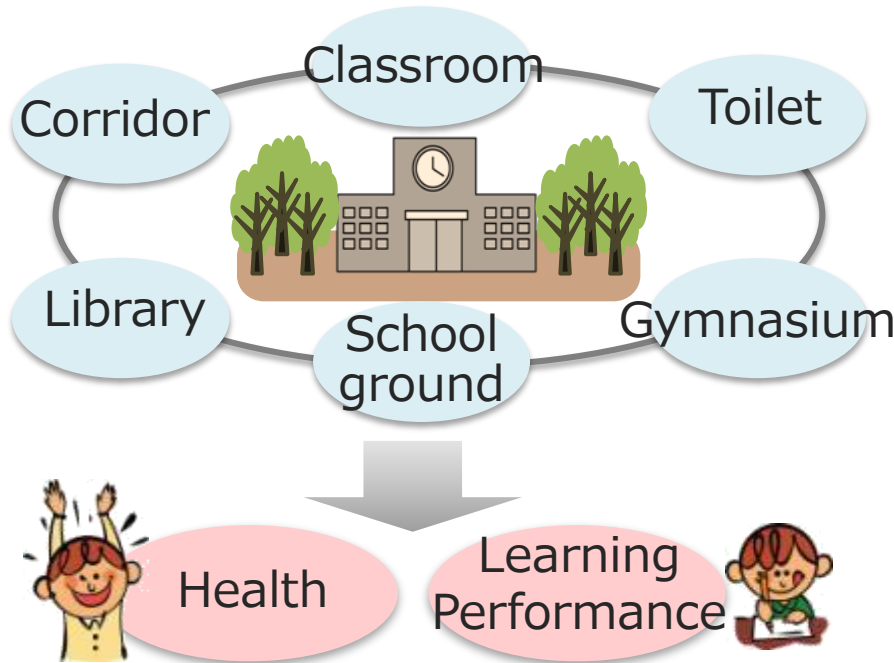 Classroom
Corridor
Toilet
Library
Gymnasium
School
ground
Health
Learning
Performance